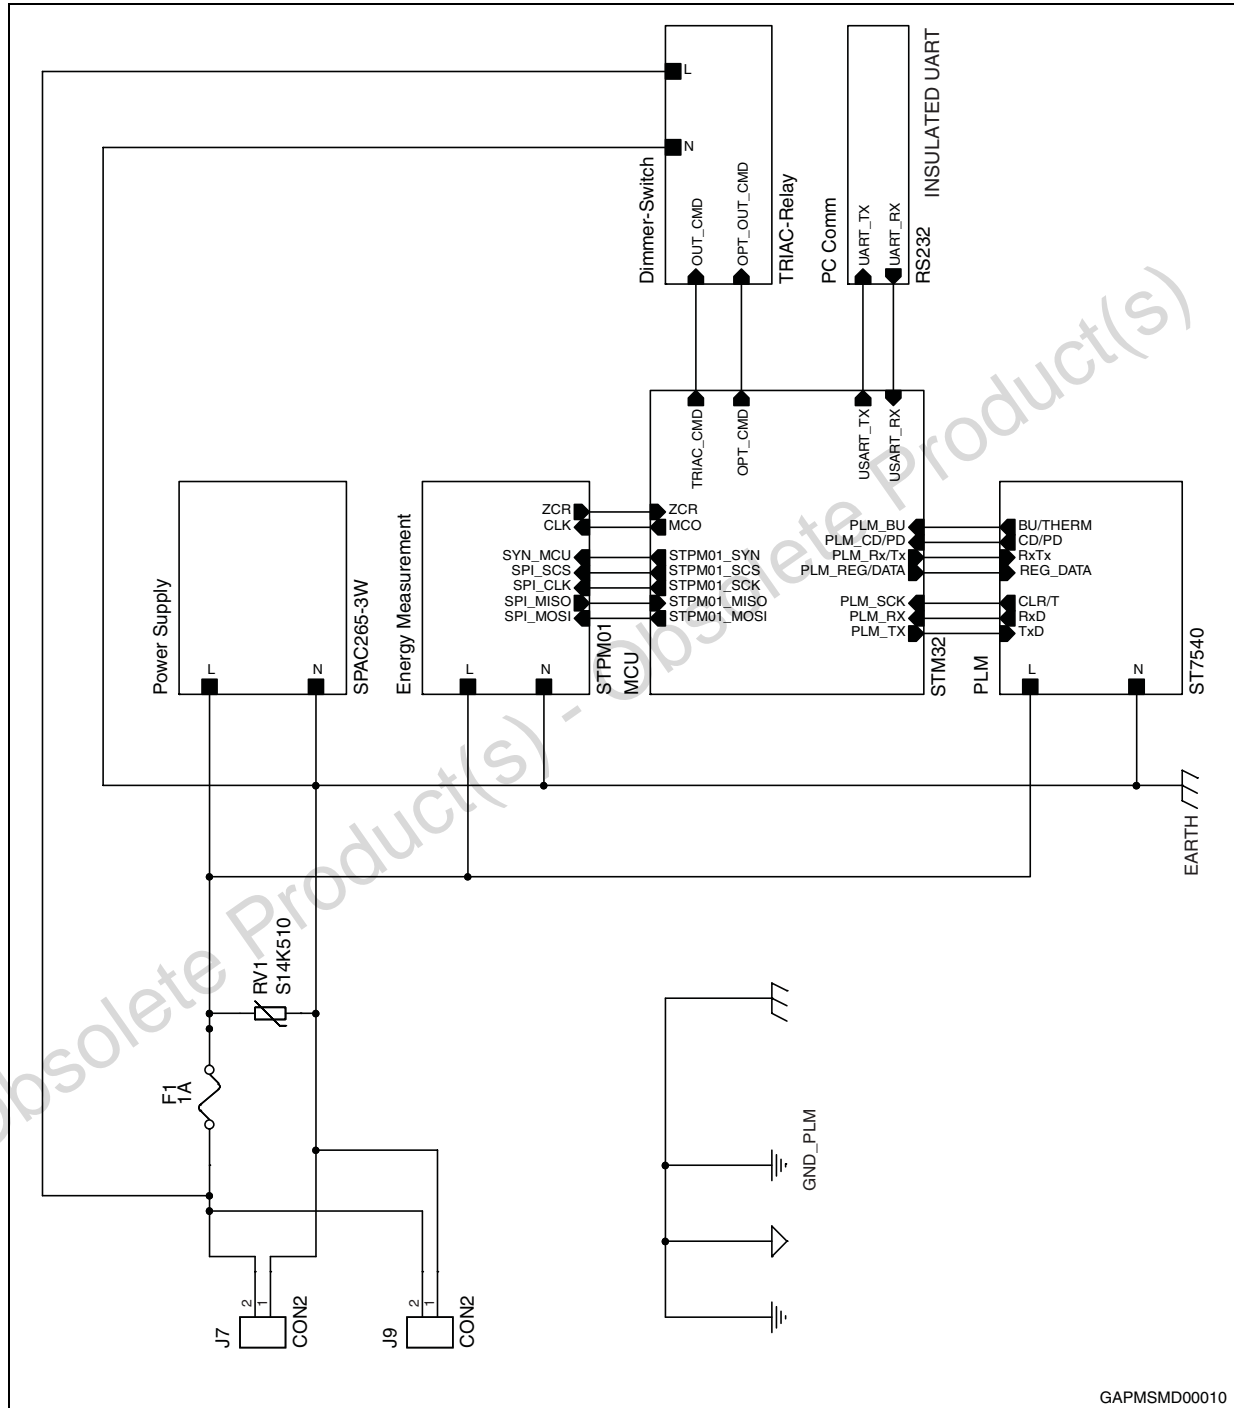 L
N
Dimmer-Switch
OUT_CMD
OPT_OUT_CMD
TRIAC-Relay
PC Comm
UART_TX
UART_RX
RS232
INSULATED UART
Power Supply
L
N
SPAC265-3W
Energy Measurement
ZCR
CLK
SYN_MCU
SPI_SCS
SPI_CLK
SPI_MISO
SPI_MOSI
L
N
STPM01
MCU
TRIAC_CMD
OPT_CMD
USART_TX
USART_RX
ZCR
MCO
STPM01_SYN
STPM01_SCS
STPM01_SCK
STPM01_MISO
STPM01_MOSI
PLM_BU
PLM_CD/PD
PLM_Rx/Tx
PLM_REG/DATA
PLM_SCK
PLM_RX
PLM_TX
STM32
PLM
BU/THERM
CD/PD
RxTx
REG_DATA
CLR/T
RxD
TxD
L
N
ST7540
EARTH
RV1
S14K510
F1
1A
GND_PLM
J7
2
1
CON2
J9
2
1
CON2
GAPMSMD00010
Obsolete Product(s) - Obsolete Product(s)